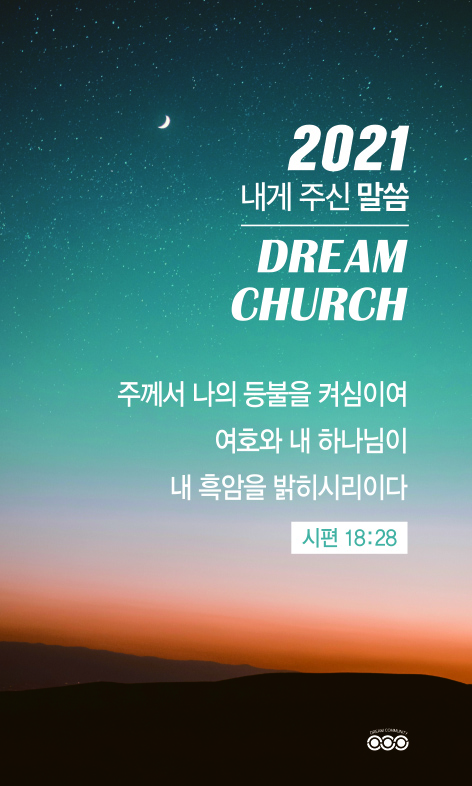 2021
내게 주신 말씀
DREAM
CHURCH
주께서 나의 등불을 켜심이여
여호와 내 하나님이
내 흑암을 밝히시리이다
시편 18:28
DREAM COMMUNITY